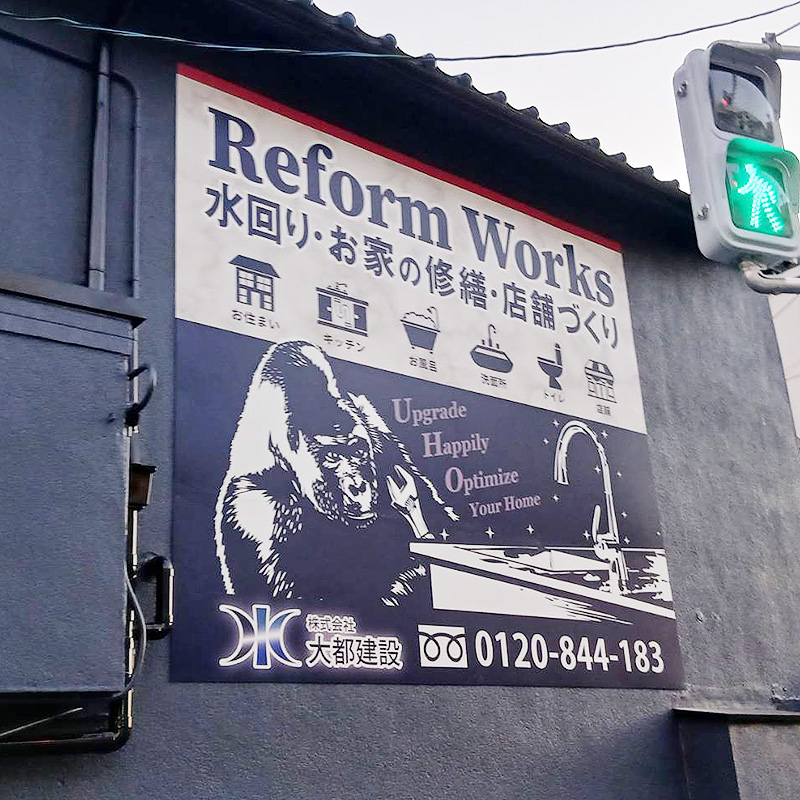 Reform Works
水回り・お家の修繕・店舗づくり
お住まい
キッチン
お風呂
洗面所
トイレ
店舗
Upgrade
Happily
Optimize
Your Home
株式会社
大都建設
0120-844-183